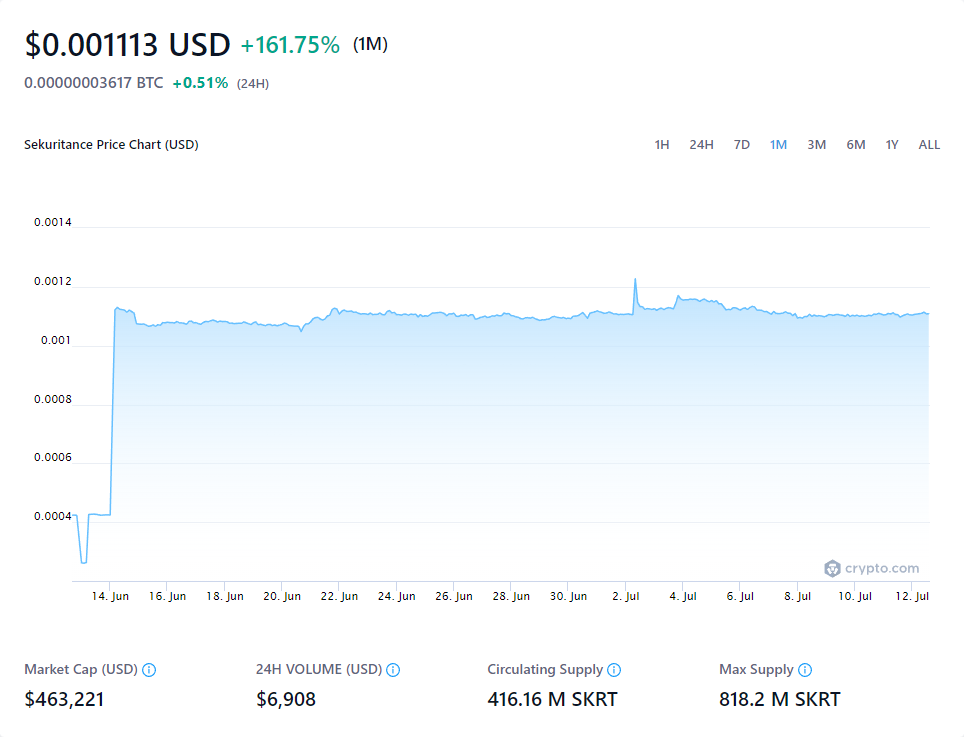 $0.001113 USD +161.75% (1M)
0.00000003617 BTC +0.51% (24H)
Sekuritance Price Chart (USD) 1H 24H 7D 1M 3M 6M 1Y ALL
0.0014
0.0012
0.001
0.0008
0.0006
0.0004
crypto.com
14. Jun 16. Jun 18. Jun 20. Jun 22. Jun 24. Jun 26. Jun 28. Jun 30. Jun 2. Jul 4. Jul 6. Jul 8. Jul 10. Jul 12. Jul
Market Cap (USD) 24H VOLUME (USD) Circulating Supply Max Supply
$463,221 $6,908 416.16 M SKRT 818.2 M SKRT